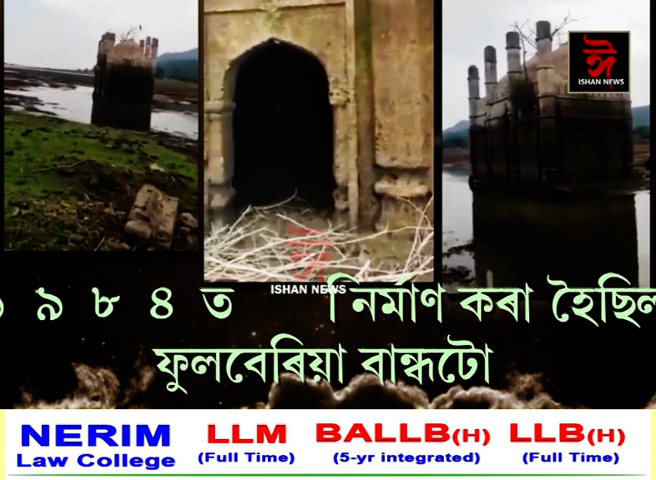 ঈ
ISHAN NEWS
ISHAN NEWS
১৯৮৪ত নিৰ্মাণ কৰা হৈছিল
ফুলবেৰিয়া বান্ধটো
NERIM
Law College
LLM
(Full Time)
BALLB(H)
(5-yr integrated)
LLB(H)
(Full Time)